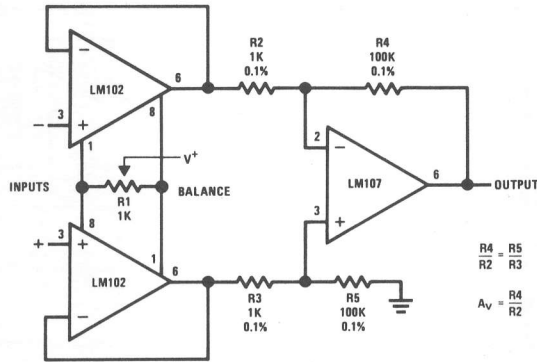 R2
1K
0.1%
R4
100K
0.1%
−
LM102
6
8
− 3 +
1
2 −
LM107
6
OUTPUT
3 +
V+
INPUTS
R1
1K
BALANCE
8
+ 3 +
LM102
1
6
−
R3
1K
0.1%
R5
100K
0.1%
R4/R2 = R5/R3
AV = R4/R2